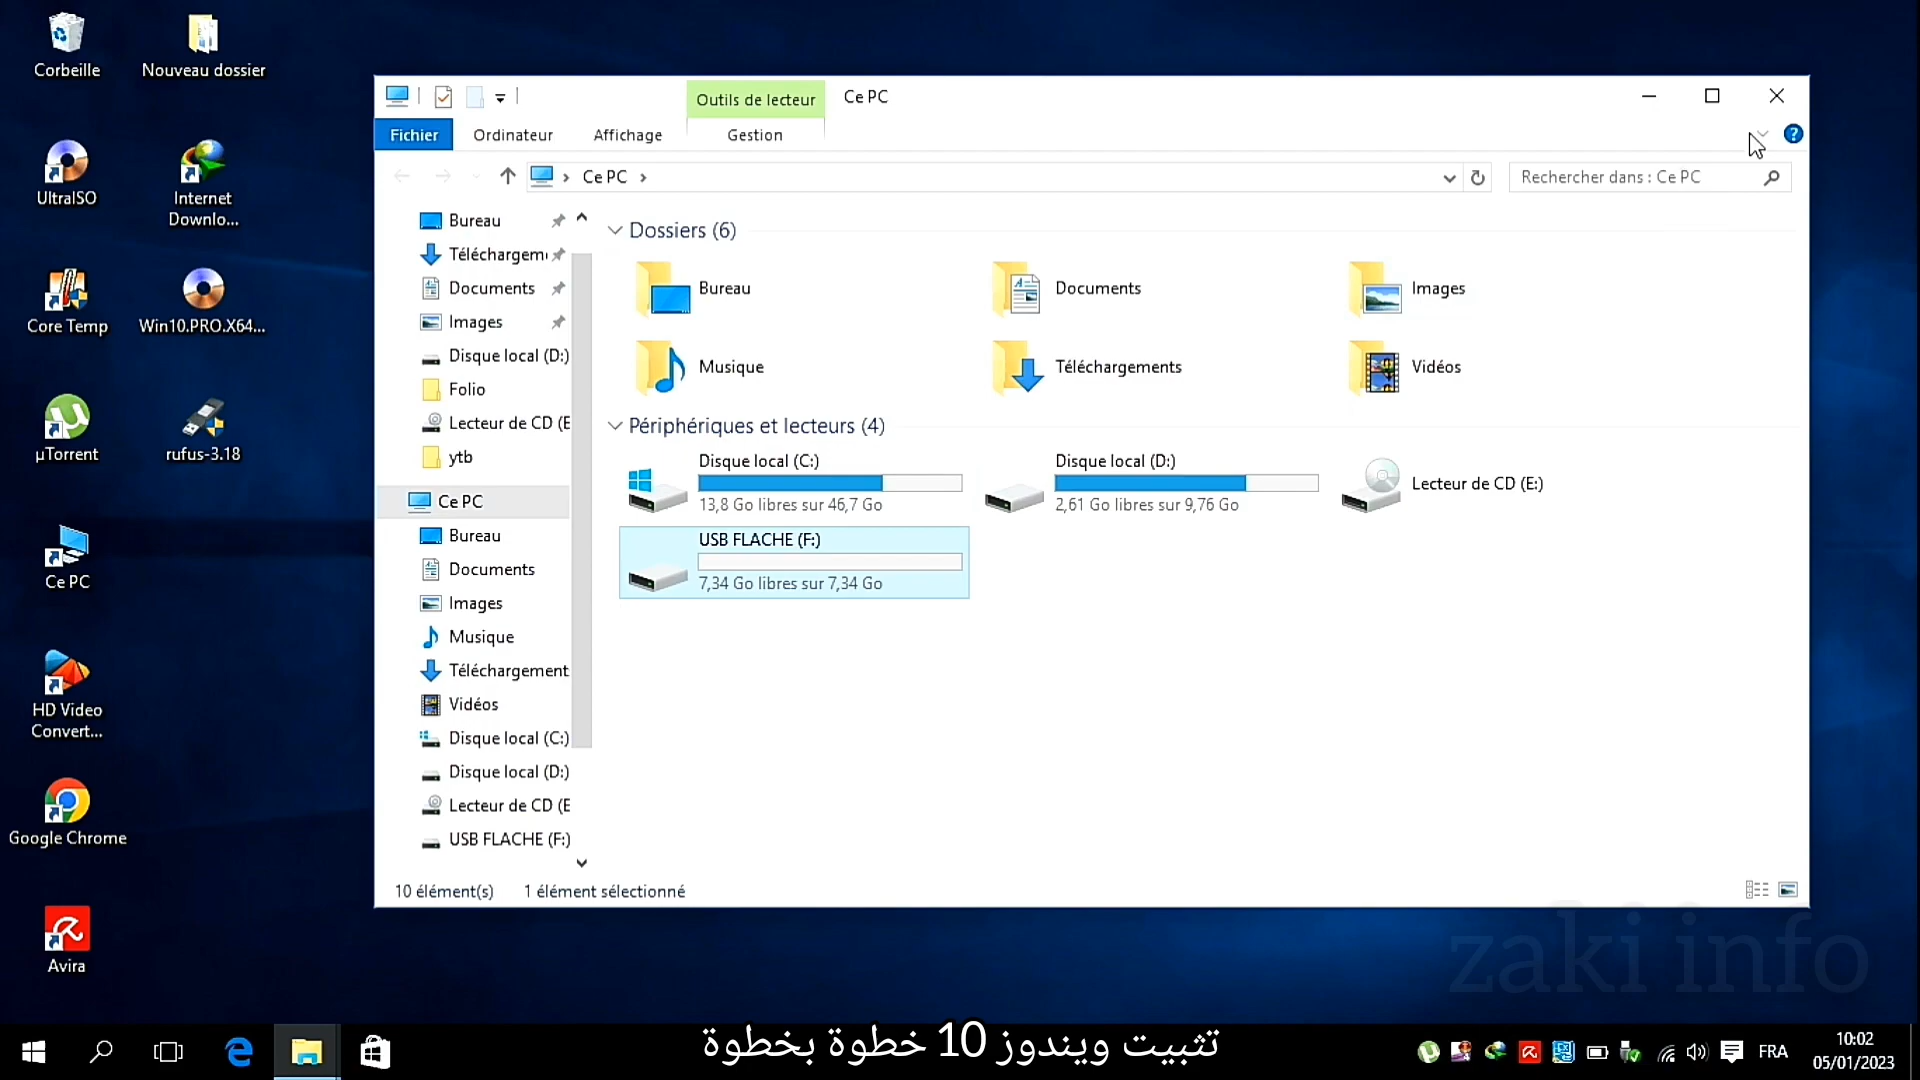 Corbeille
Nouveau dossier
UltraISO
Internet
Downlo...
Core Temp
Win10.PRO.X64...
µTorrent
rufus-3.18
Ce PC
HD Video
Convert...
Google Chrome
Avira
Outils de lecteur
Ce PC
Fichier
Ordinateur
Affichage
Gestion
Ce PC
Rechercher dans : Ce PC
Bureau
Téléchargem
Documents
Images
Disque local (D:)
Folio
Lecteur de CD (E
ytb
Ce PC
Bureau
Documents
Images
Musique
Téléchargement
Vidéos
Disque local (C:)
Disque local (D:)
Lecteur de CD (E
USB FLACHE (F:)
Dossiers (6)
Bureau
Documents
Images
Musique
Téléchargements
Vidéos
Périphériques et lecteurs (4)
Disque local (C:)
13,8 Go libres sur 46,7 Go
Disque local (D:)
2,61 Go libres sur 9,76 Go
Lecteur de CD (E:)
USB FLACHE (F:)
7,34 Go libres sur 7,34 Go
10 élément(s)
1 élément sélectionné
zaki info
تثبيت ويندوز 10 خطوة بخطوة
FRA
10:02
05/01/2023